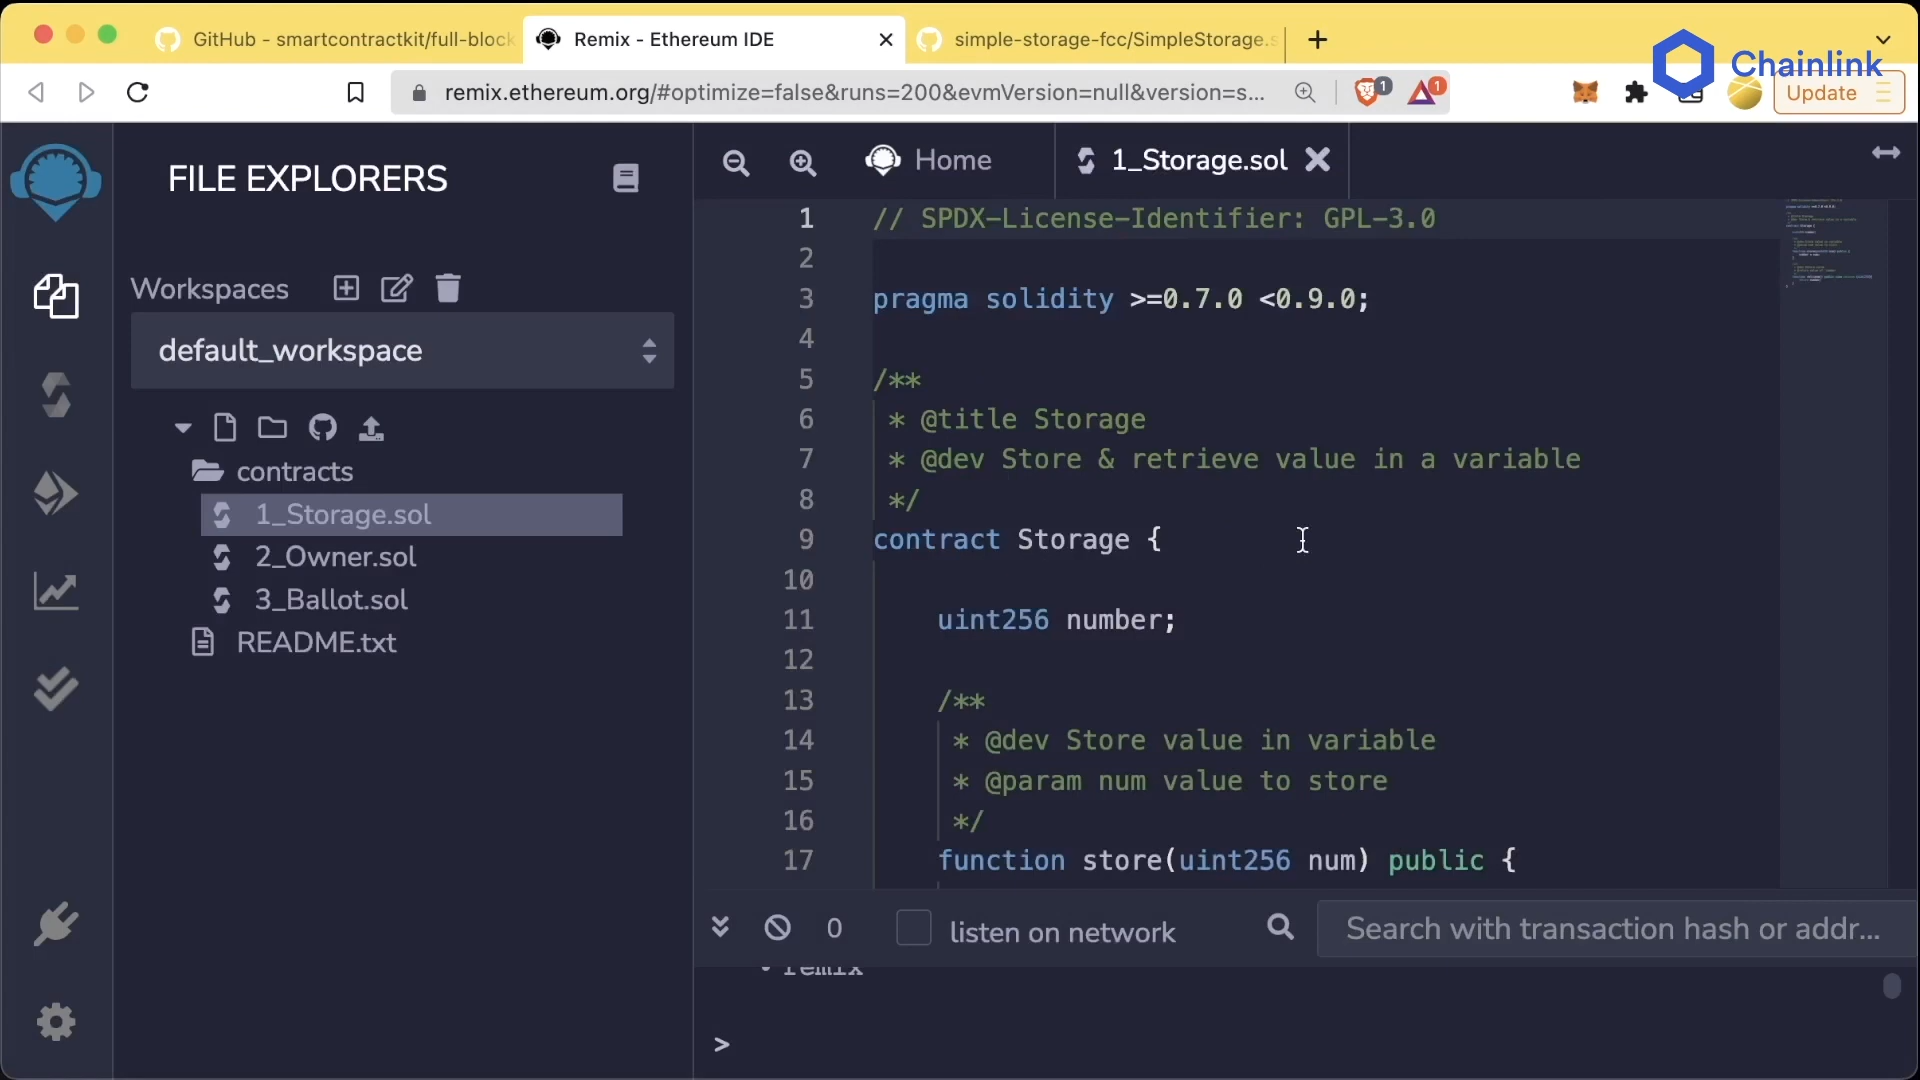 GitHub - smartcontractkit/full-block
Remix - Ethereum IDE
simple-storage-fcc/SimpleStorage.s
Chainlink
remix.ethereum.org/#optimize=false&runs=200&evmVersion=null&version=s...
1
1
Update
FILE EXPLORERS
Home
1_Storage.sol
Workspaces
default_workspace
contracts
1_Storage.sol
2_Owner.sol
3_Ballot.sol
README.txt
1 // SPDX-License-Identifier: GPL-3.0
2
3 pragma solidity >=0.7.0 <0.9.0;
4
5 /**
6 * @title Storage
7 * @dev Store & retrieve value in a variable
8 */
9 contract Storage {
10
11 uint256 number;
12
13 /**
14 * @dev Store value in variable
15 * @param num value to store
16 */
17 function store(uint256 num) public {
0
listen on network
Search with transaction hash or addr...
• remix
>